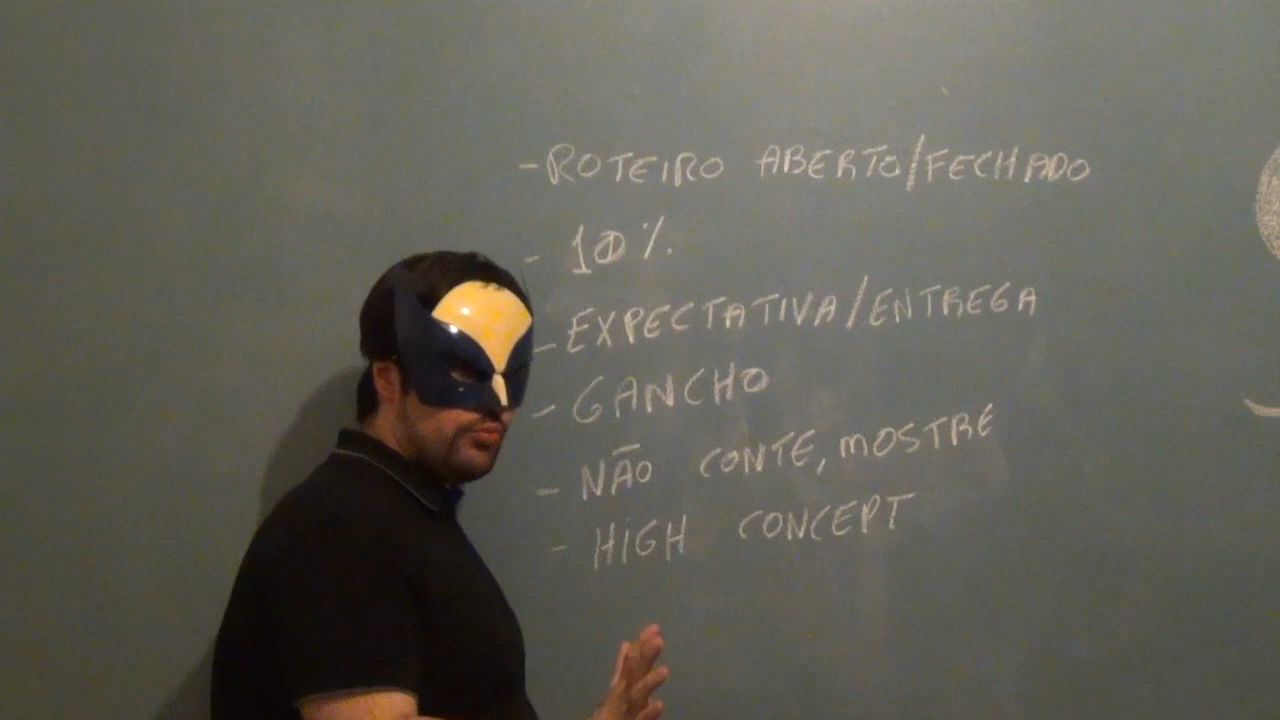 - ROTEIRO ABERTO/FECHADO
- 10%.
- EXPECTATIVA/ENTREGA
- GANCHO
- NÃO CONTE, MOSTRE
- HIGH CONCEPT